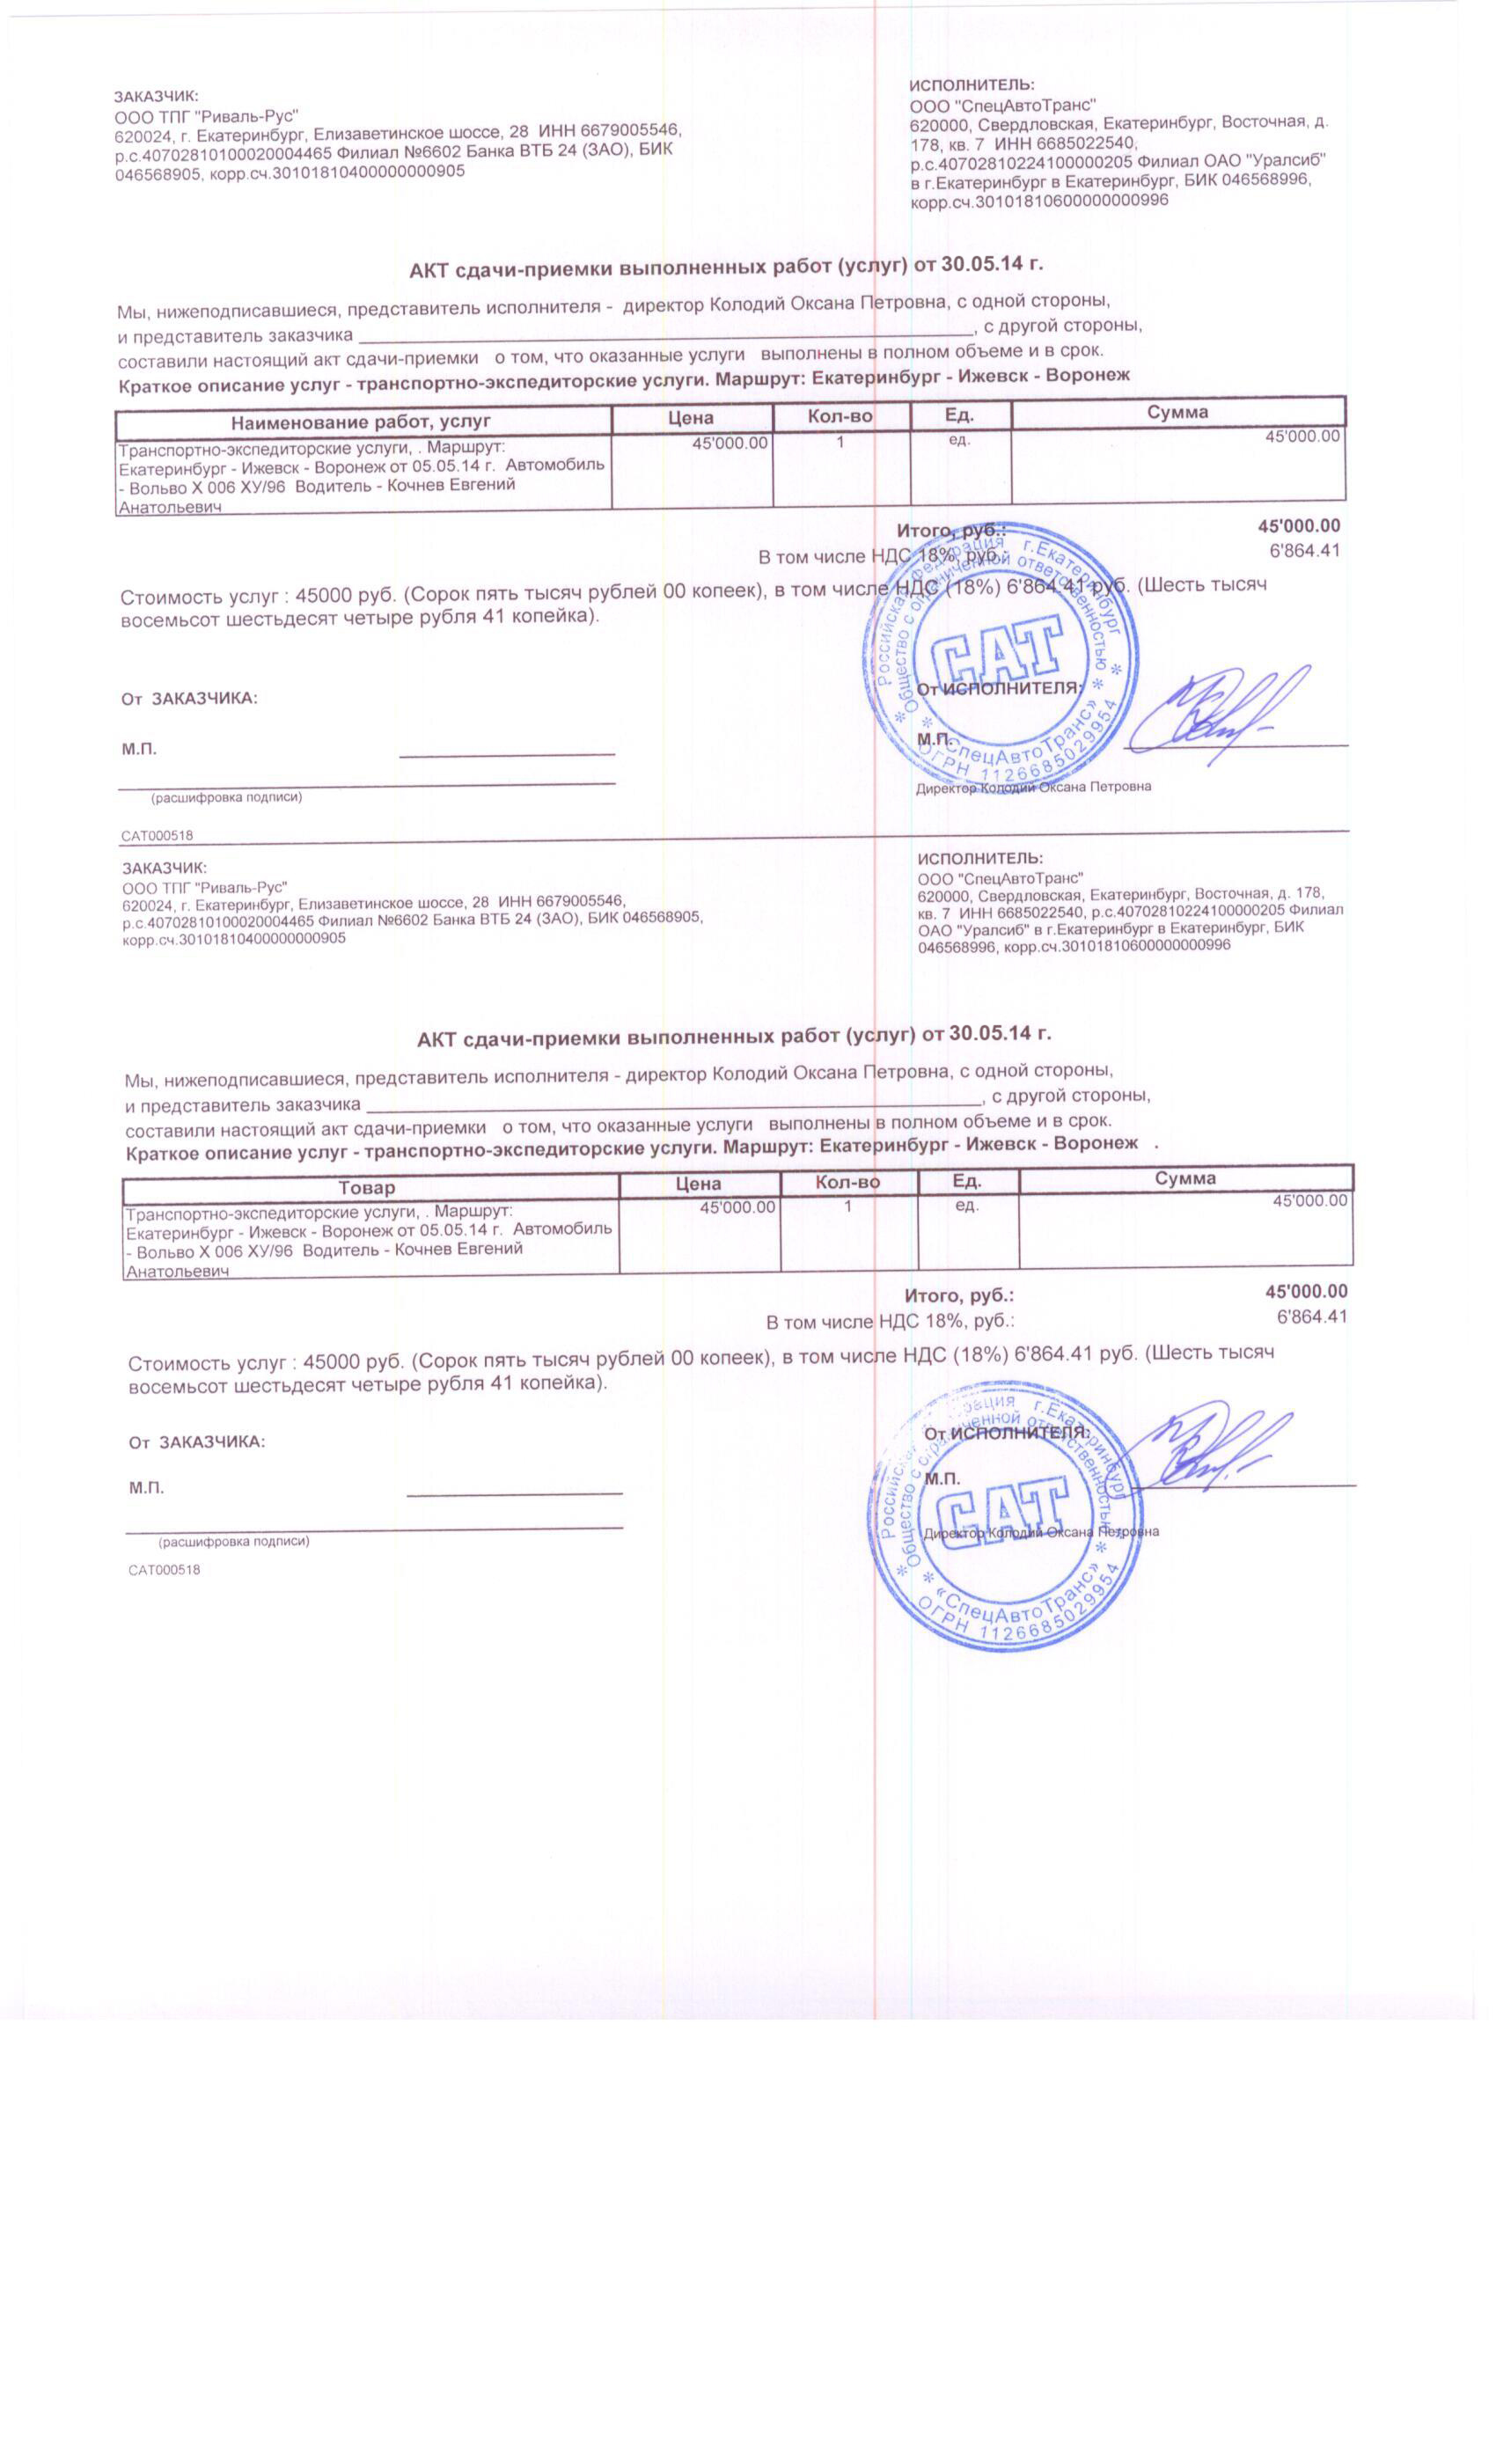 ЗАКАЗЧИК:
ООО ТПГ "Риваль-Рус"
620024, г. Екатеринбург, Елизаветинское шоссе, 28 ИНН 6679005546,
р.с.40702810100020004465 Филиал №6602 Банка ВТБ 24 (ЗАО), БИК
046568905, корр.сч.30101810400000000905
ИСПОЛНИТЕЛЬ:
ООО "СпецАвтоТранс"
620000, Свердловская, Екатеринбург, Восточная, д.
178, кв. 7 ИНН 6685022540,
р.с.40702810224100000205 Филиал ОАО "Уралсиб"
в г.Екатеринбург в Екатеринбург, БИК 046568996,
корр.сч.30101810600000000996
АКТ сдачи-приемки выполненных работ (услуг) от 30.05.14 г.
Мы, нижеподписавшиеся, представитель исполнителя - директор Колодий Оксана Петровна, с одной стороны,
и представитель заказчика ____, с другой стороны,
составили настоящий акт сдачи-приемки о том, что оказанные услуги выполнены в полном объеме и в срок.
Краткое описание услуг - транспортно-экспедиторские услуги. Маршрут: Екатеринбург - Ижевск - Воронеж
Наименование работ, услуг Цена Кол-во Ед. Сумма
Транспортно-экспедиторские услуги, . Маршрут: 45'000.00 1 ед. 45'000.00
Екатеринбург - Ижевск - Воронеж от 05.05.14 г. Автомобиль
- Вольво Х 006 ХУ/96 Водитель - Кочнев Евгений
Анатольевич
Итого, руб.: 45'000.00
В том числе НДС 18%, руб.: 6'864.41
Стоимость услуг : 45000 руб. (Сорок пять тысяч рублей 00 копеек), в том числе НДС (18%) 6'864.41 руб. (Шесть тысяч
восемьсот шестьдесят четыре рубля 41 копейка).
От ЗАКАЗЧИКА:
М.П.
(расшифровка подписи)
От ИСПОЛНИТЕЛЯ:
М.П.
Директор Колодий Оксана Петровна
Российская Федерация г.Екатеринбург
Общество с ограниченной ответственностью
САТ
«СпецАвтоТранс»
ОГРН 1126685029954
САТ000518
ЗАКАЗЧИК:
ООО ТПГ "Риваль-Рус"
620024, г. Екатеринбург, Елизаветинское шоссе, 28 ИНН 6679005546,
р.с.40702810100020004465 Филиал №6602 Банка ВТБ 24 (ЗАО), БИК 046568905,
корр.сч.30101810400000000905
ИСПОЛНИТЕЛЬ:
ООО "СпецАвтоТранс"
620000, Свердловская, Екатеринбург, Восточная, д. 178,
кв. 7 ИНН 6685022540, р.с.40702810224100000205 Филиал
ОАО "Уралсиб" в г.Екатеринбург в Екатеринбург, БИК
046568996, корр.сч.30101810600000000996
АКТ сдачи-приемки выполненных работ (услуг) от 30.05.14 г.
Мы, нижеподписавшиеся, представитель исполнителя - директор Колодий Оксана Петровна, с одной стороны,
и представитель заказчика ____, с другой стороны,
составили настоящий акт сдачи-приемки о том, что оказанные услуги выполнены в полном объеме и в срок.
Краткое описание услуг - транспортно-экспедиторские услуги. Маршрут: Екатеринбург - Ижевск - Воронеж .
Товар Цена Кол-во Ед. Сумма
Транспортно-экспедиторские услуги, . Маршрут: 45'000.00 1 ед. 45'000.00
Екатеринбург - Ижевск - Воронеж от 05.05.14 г. Автомобиль
- Вольво Х 006 ХУ/96 Водитель - Кочнев Евгений
Анатольевич
Итого, руб.: 45'000.00
В том числе НДС 18%, руб.: 6'864.41
Стоимость услуг : 45000 руб. (Сорок пять тысяч рублей 00 копеек), в том числе НДС (18%) 6'864.41 руб. (Шесть тысяч
восемьсот шестьдесят четыре рубля 41 копейка).
От ЗАКАЗЧИКА:
М.П.
(расшифровка подписи)
САТ000518
От ИСПОЛНИТЕЛЯ:
М.П.
Директор Колодий Оксана Петровна
г.Екатеринбург
Общество с ответственностью
САТ
«СпецАвтоТранс»
ОГРН 1126685029954